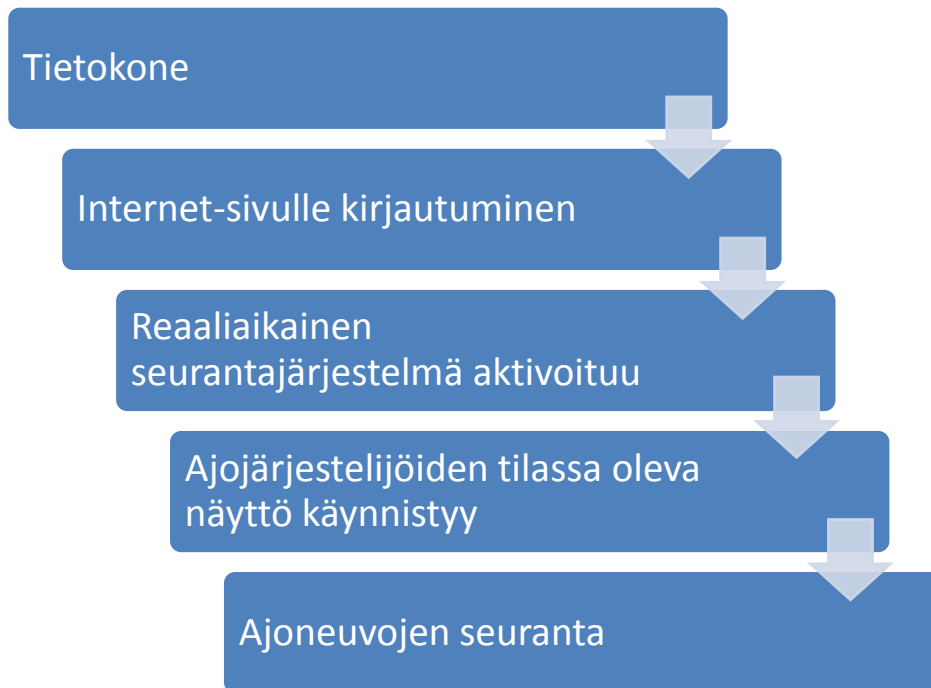 Tietokone
Internet-sivulle kirjautuminen
Reaaliaikainen
seurantajärjestelmä aktivoituu
Ajojärjestelijöiden tilassa oleva
näyttö käynnistyy
Ajoneuvojen seuranta